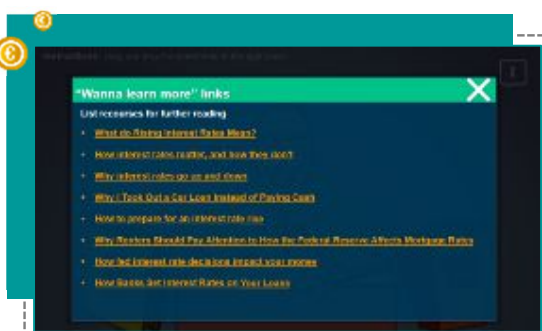 "Wanna learn more" links
List recourses for further reading
What do Rising Interest Rates Mean?
How interest rates matter, and how they don't
Why interest rates go up and down
Why I Took Out a Car Loan Instead of Paying Cash
How to prepare for an interest rate rise
Why Renters Should Pay Attention to How the Federal Reserve Affects Mortgage Rates
How fed interest rate decisions impact your money
How Banks Set Interest Rates on Your Loans